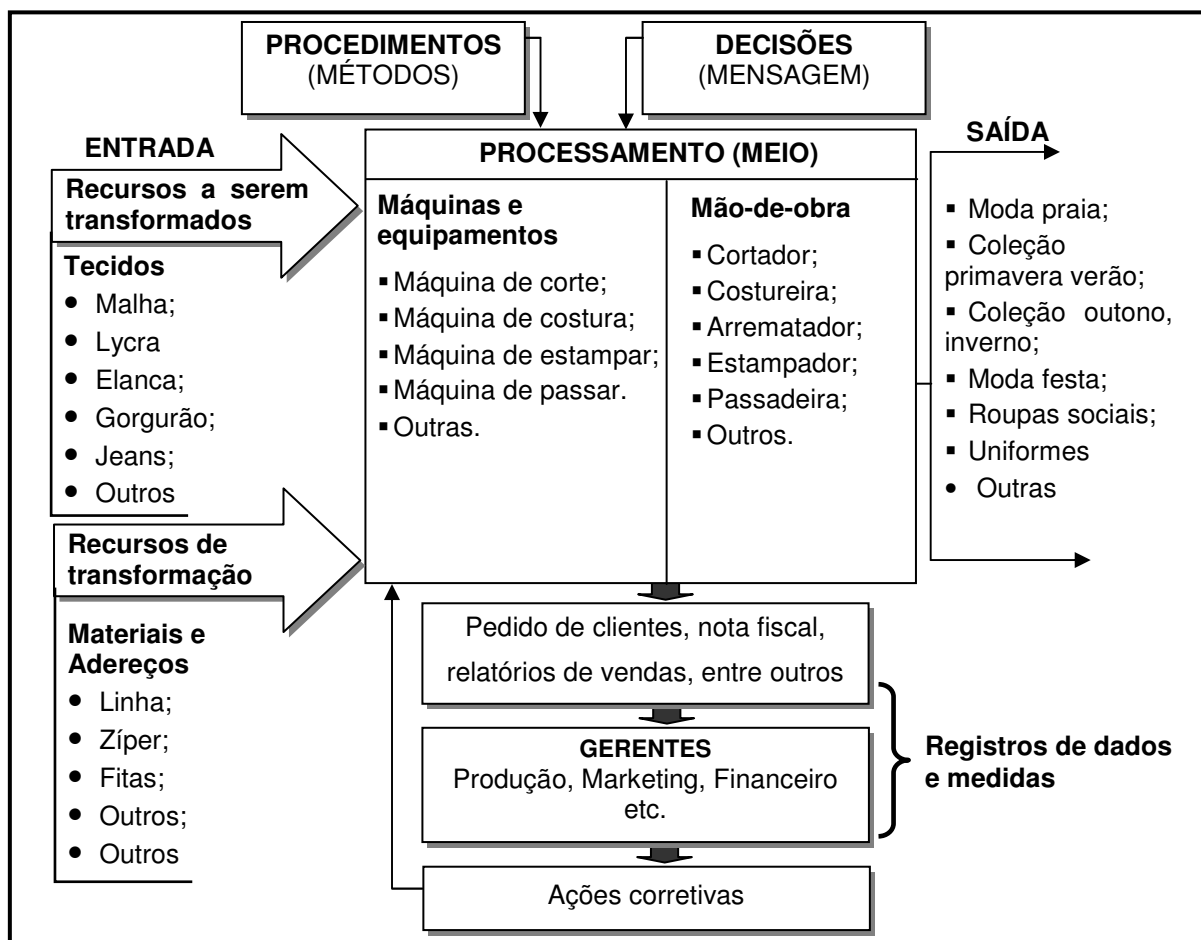 PROCEDIMENTOS
(MÉTODOS)
DECISÕES
(MENSAGEM)
ENTRADA
Recursos a serem
transformados
Tecidos
● Malha;
● Lycra
● Elanca;
● Gorgurão;
● Jeans;
● Outros
Recursos de
transformação
Materiais e
Adereços
● Linha;
● Zíper;
● Fitas;
● Outros;
● Outros
PROCESSAMENTO (MEIO)
Máquinas e
equipamentos
▪ Máquina de corte;
▪ Máquina de costura;
▪ Máquina de estampar;
▪ Máquina de passar.
▪ Outras.
Mão-de-obra
▪ Cortador;
▪ Costureira;
▪ Arrematador;
▪ Estampador;
▪ Passadeira;
▪ Outros.
SAÍDA
▪ Moda praia;
▪ Coleção
primavera verão;
▪ Coleção outono,
inverno;
▪ Moda festa;
▪ Roupas sociais;
▪ Uniformes
● Outras
Pedido de clientes, nota fiscal,
relatórios de vendas, entre outros
GERENTES
Produção, Marketing, Financeiro
etc.
Registros de dados
e medidas
Ações corretivas